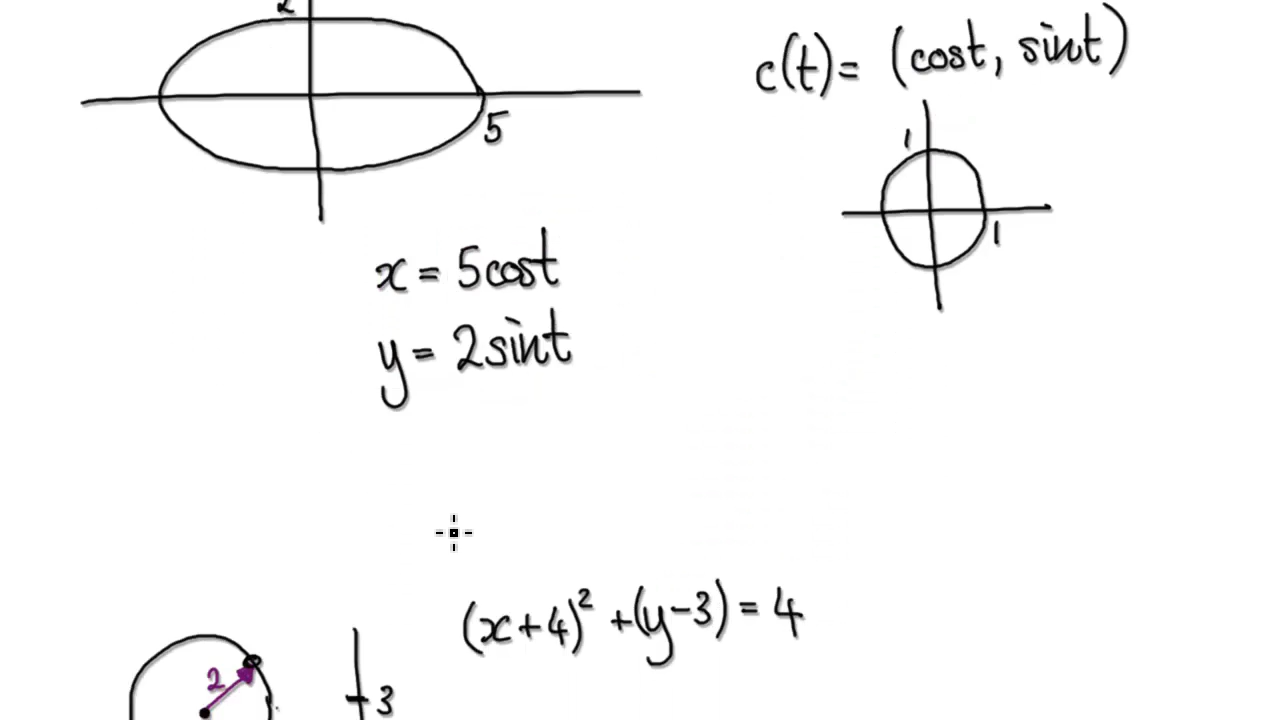 2
5
c(t) = (cost, sint)
1
1
x = 5cost
y = 2sint
(x+4)² + (y-3) = 4
2
3